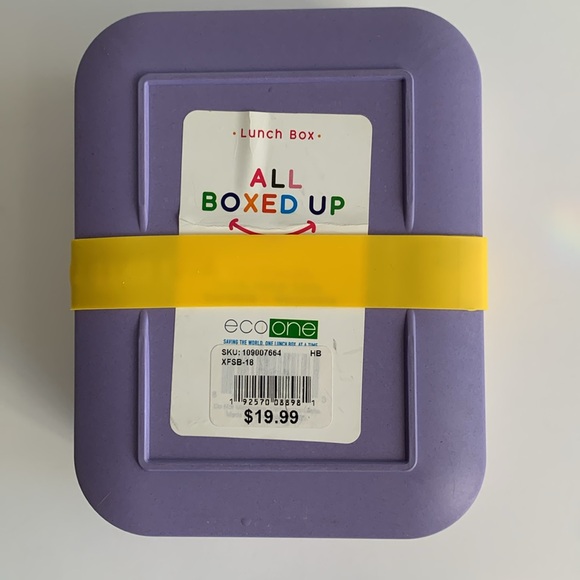 • Lunch Box •
ALL
BOXED UP
ecoone
SAVING THE WORLD, ONE LUNCH BOX AT A TIME
SKU: 109007664 HB
XFSB-18
1 92570 08898 1
$19.99